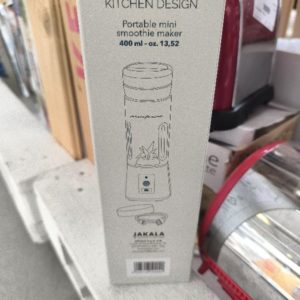 KITCHEN DESIGN
Portable mini
smoothie maker
400 ml - oz. 13,52
JAKALA